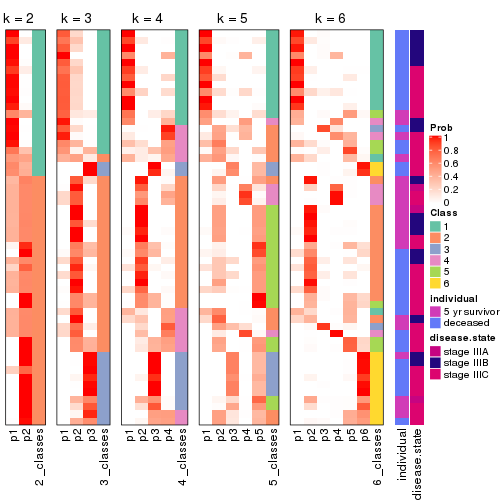 k = 2
k = 3
k = 4
k = 5
k = 6
Prob
1
0.8
0.6
0.4
0.2
0
Class
1
2
3
4
5
6
individual
5 yr survivor
deceased
disease.state
stage IIIA
stage IIIB
stage IIIC
p1
p2
2_classes
p1
p2
p3
3_classes
p1
p2
p3
p4
4_classes
p1
p2
p3
p4
p5
5_classes
p1
p2
p3
p4
p5
p6
6_classes
individual
disease.state